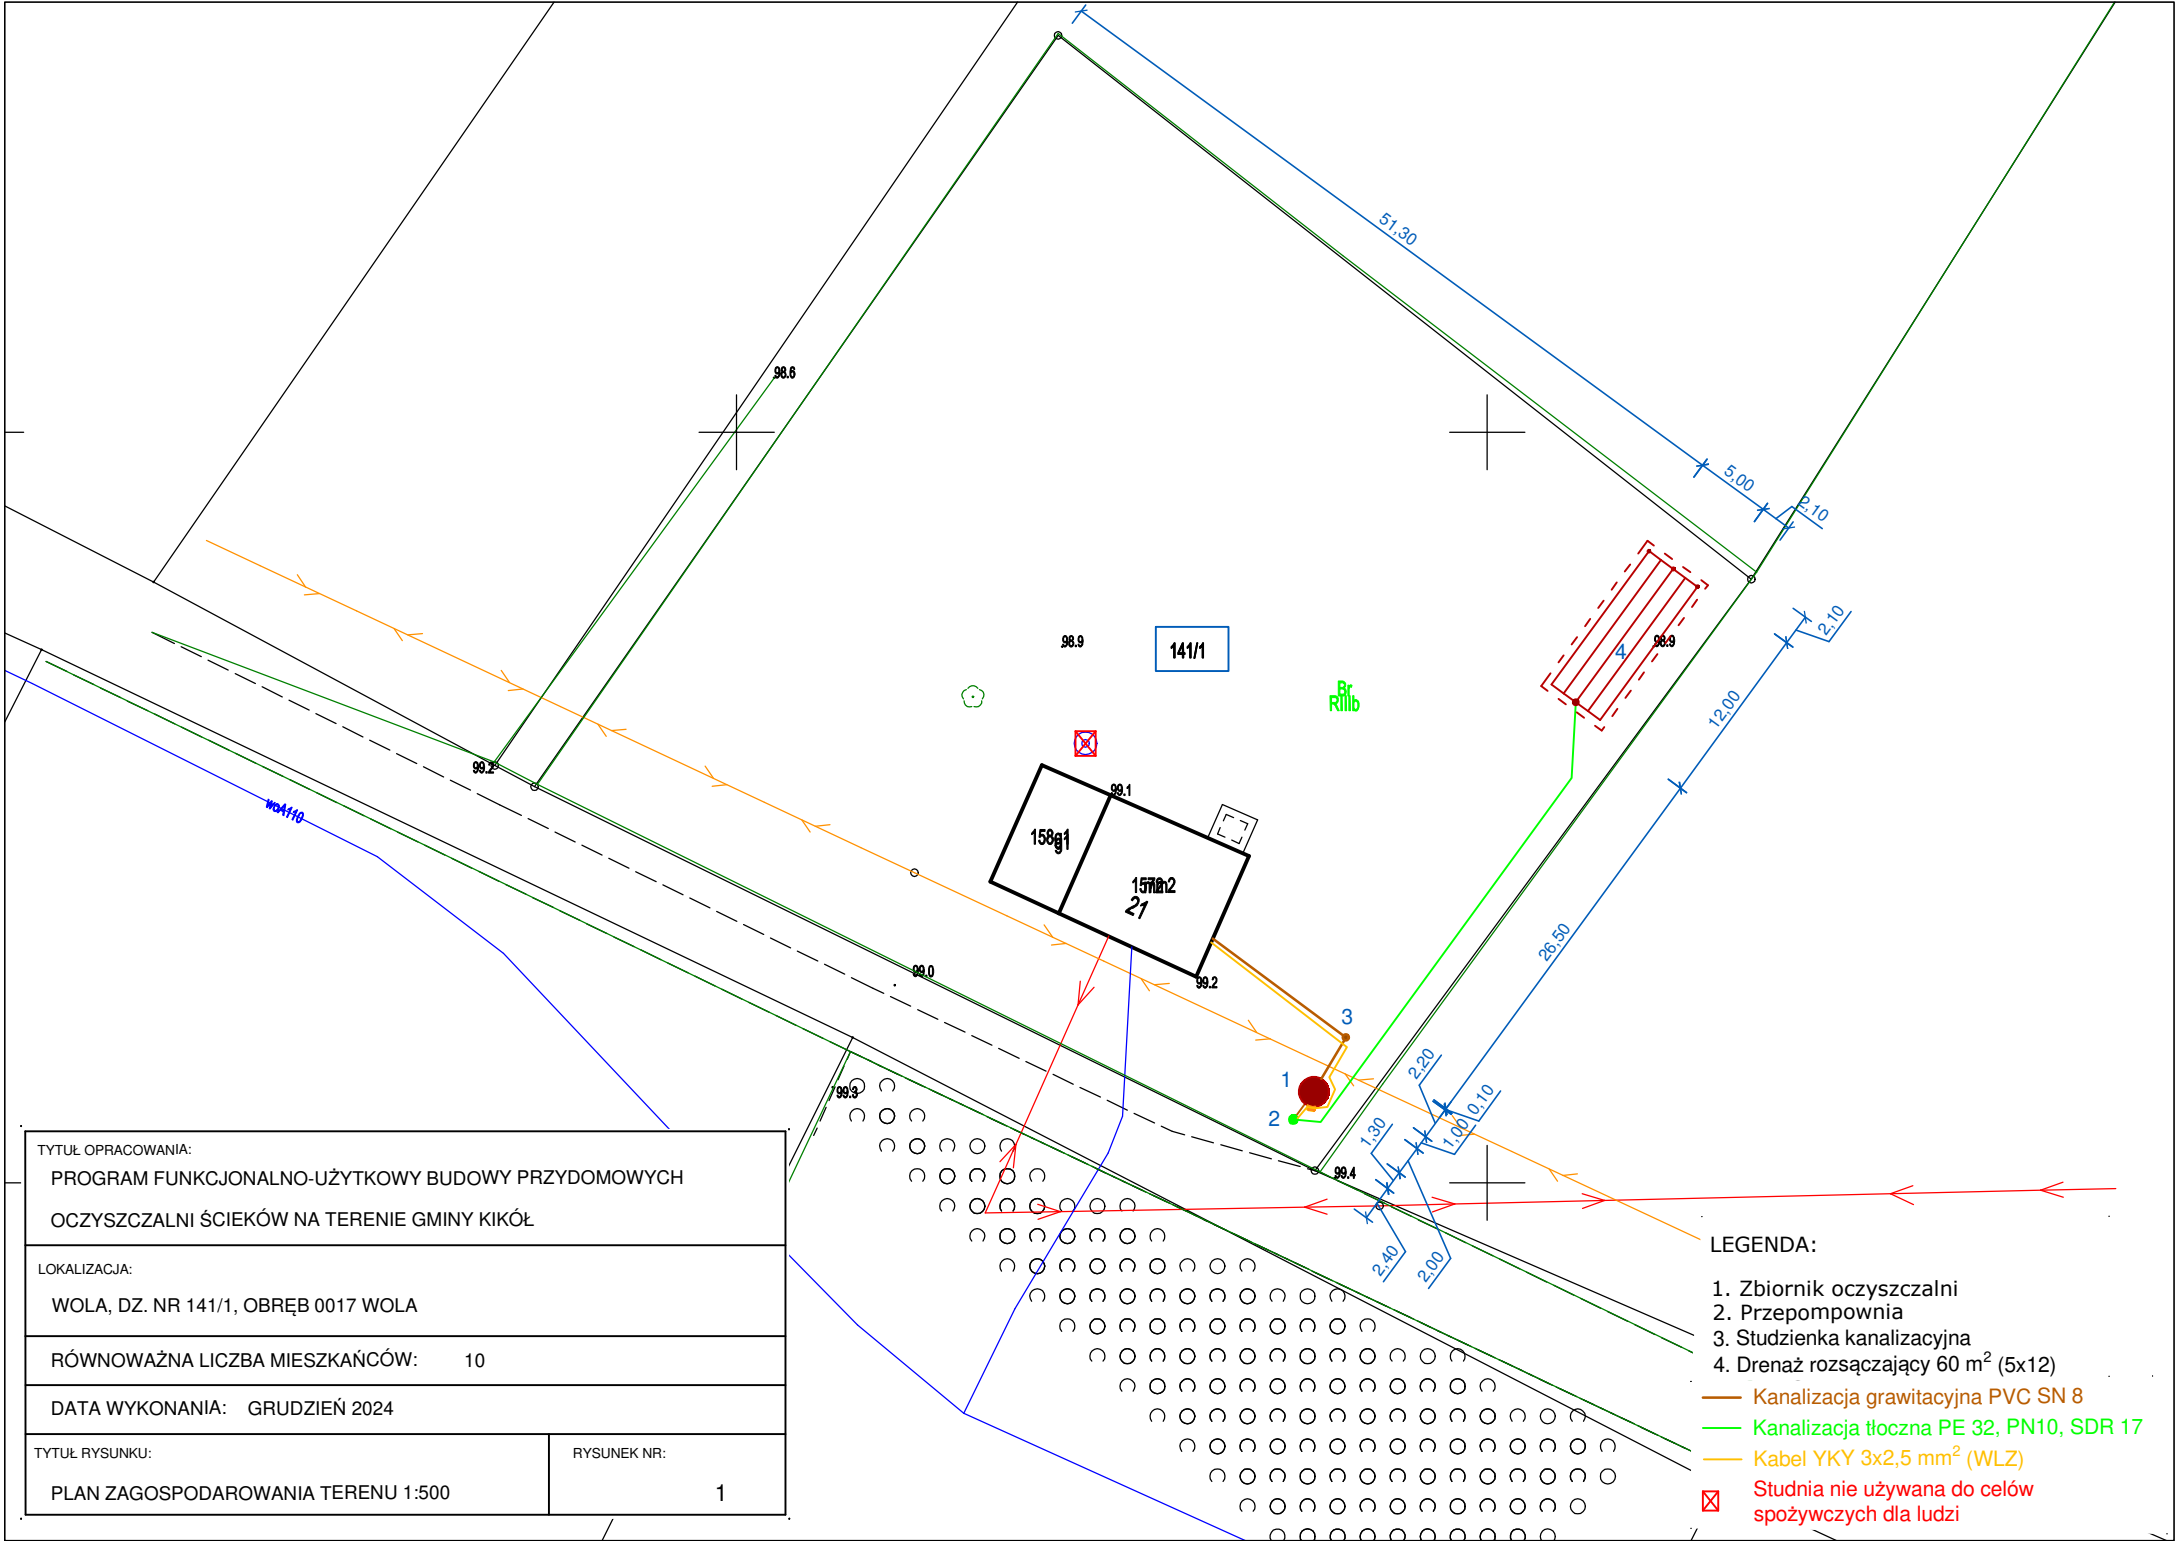 51,30
98.6
5,00
2,10
98.9
141/1
Br
RIIIb
98.9
4
2,10
12,00
99.2
woA110
99.1
158g1
g1
21
26,50
99.0
99.2
3
1
2
2,20
0,10
1,00
1,30
99.3
99.4
2,40
2,00
TYTUŁ OPRACOWANIA:
PROGRAM FUNKCJONALNO-UŻYTKOWY BUDOWY PRZYDOMOWYCH
OCZYSZCZALNI ŚCIEKÓW NA TERENIE GMINY KIKÓŁ
LOKALIZACJA:
WOLA, DZ. NR 141/1, OBRĘB 0017 WOLA
RÓWNOWAŻNA LICZBA MIESZKAŃCÓW: 10
DATA WYKONANIA: GRUDZIEŃ 2024
TYTUŁ RYSUNKU:
PLAN ZAGOSPODAROWANIA TERENU 1:500
RYSUNEK NR:
1
LEGENDA:
1. Zbiornik oczyszczalni
2. Przepompownia
3. Studzienka kanalizacyjna
4. Drenaż rozsączający 60 m² (5x12)
Kanalizacja grawitacyjna PVC SN 8
Kanalizacja tłoczna PE 32, PN10, SDR 17
Kabel YKY 3x2,5 mm² (WLZ)
Studnia nie używana do celów
spożywczych dla ludzi